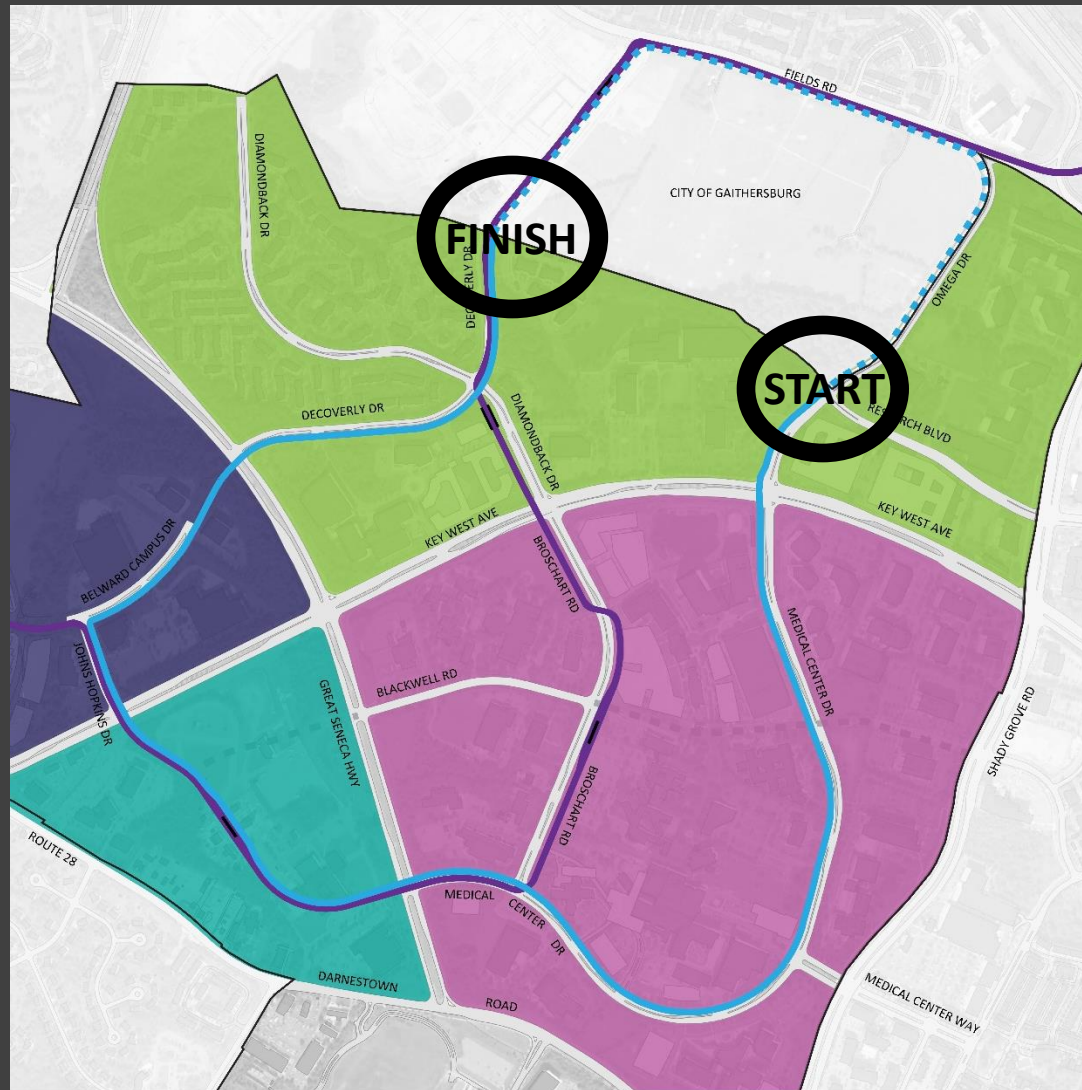 FIELDS RD
DIAMONDBACK DR
CITY OF GAITHERSBURG
FINISH
DECOVERLY DR
OMEGA DR
START
RESEARCH BLVD
DECOVERLY DR
DIAMONDBACK DR
KEY WEST AVE
KEY WEST AVE
BELWARD CAMPUS DR
BROSCHART RD
JOHNS HOPKINS DR
BLACKWELL RD
GREAT SENECA HWY
MEDICAL CENTER DR
SHADY GROVE RD
BROSCHART RD
ROUTE 28
MEDICAL CENTER DR
DARNESTOWN ROAD
MEDICAL CENTER WAY